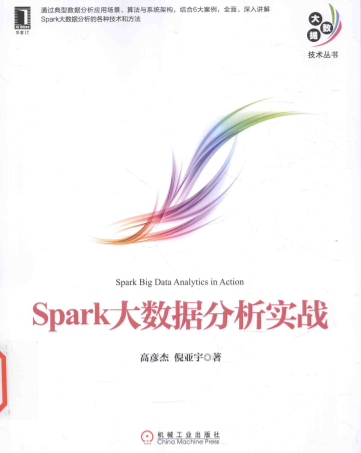 华章IT
通过典型数据分析应用场景、算法与系统架构,结合6大案例,全面、深入讲解
Spark大数据分析的各种技术和方法
大数据
技术丛书
Spark Big Data Analytics in Action
Spark大数据分析实战
高彦杰 倪亚宇◎著
机械工业出版社
China Machine Press